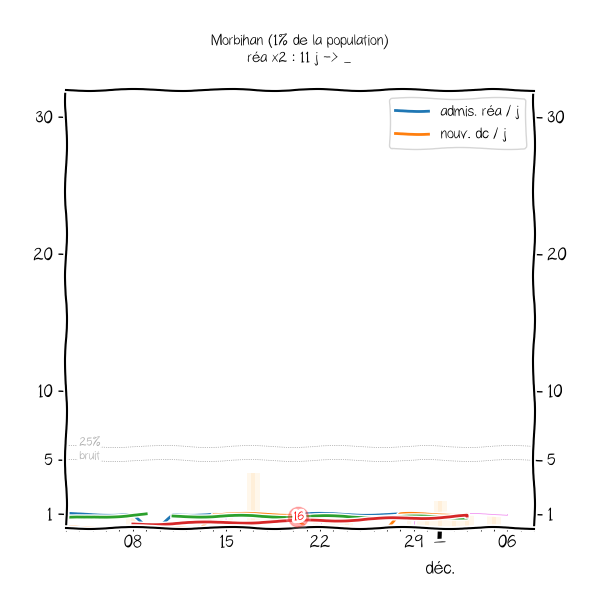 Morbihan (1% de la population)
réa x2 : 11 j -> _
admis. réa / j
nouv. dc / j
30
30
20
20
10
10
25%
bruit
5
5
16
1
1
08
15
22
29
06
déc.